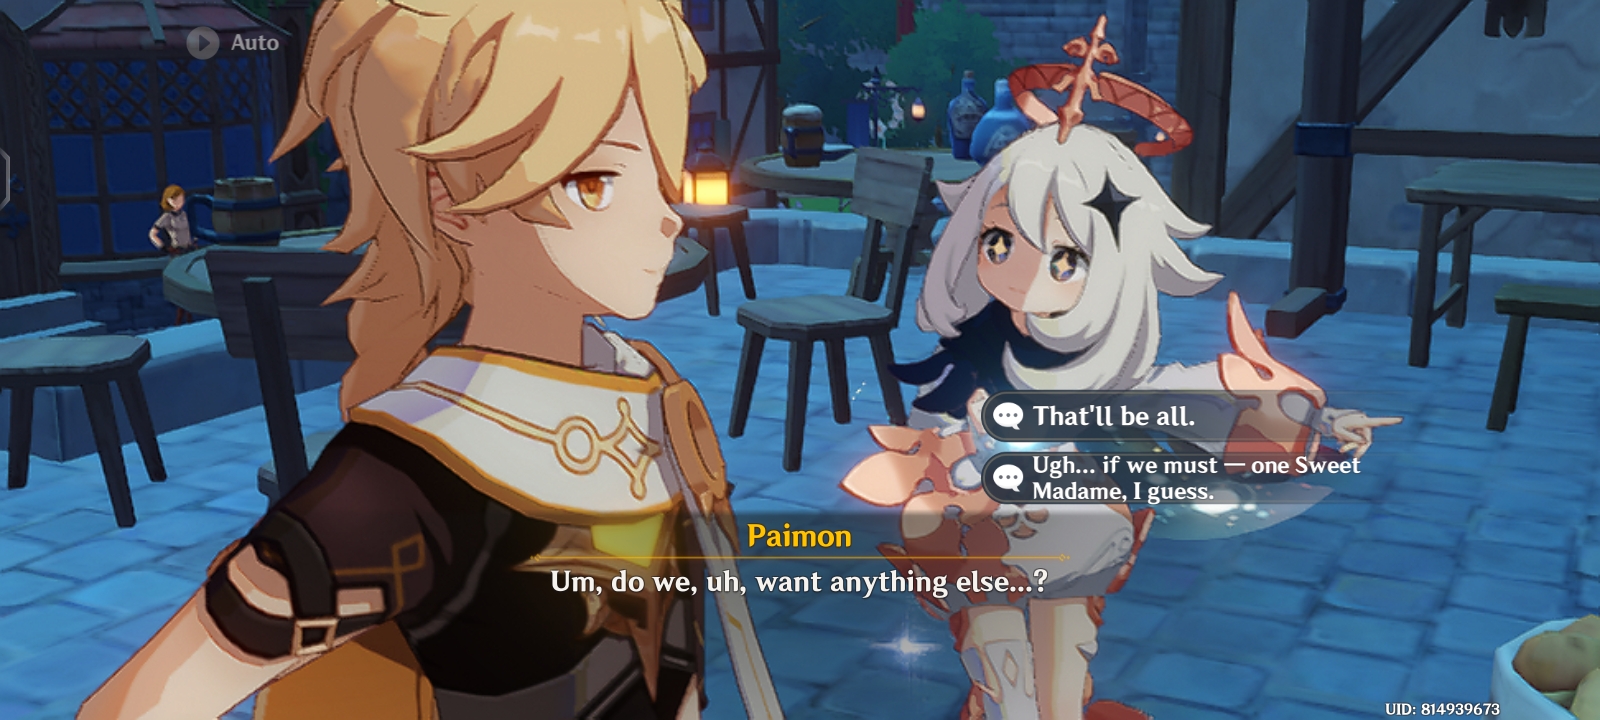 Auto
That'll be all.
Ugh... if we must — one Sweet
Madame, I guess.
Paimon
Um, do we, uh, want anything else...?
UID: 814939673